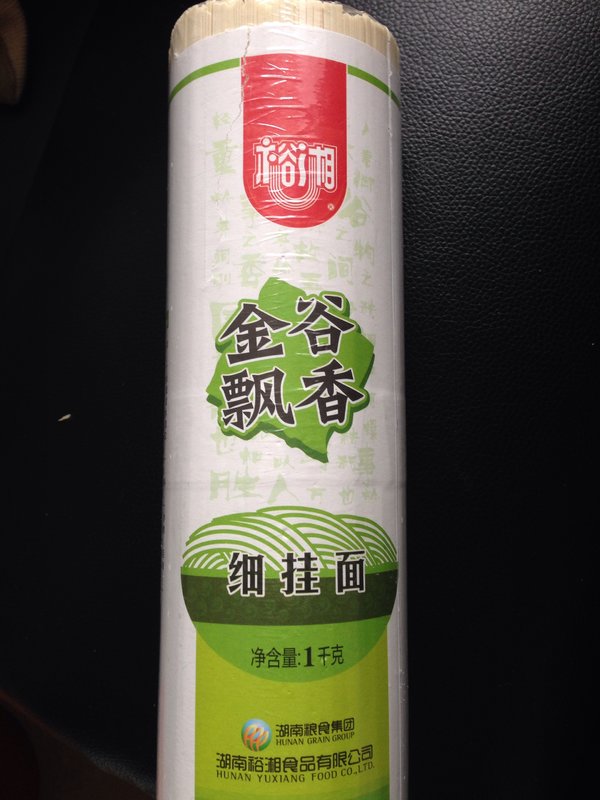 裕湘
®
金谷
飘香
细挂面
净含量:1千克
湖南粮食集团
HUNAN GRAIN GROUP
湖南裕湘食品有限公司
HUNAN YUXIANG FOOD CO.,LTD.